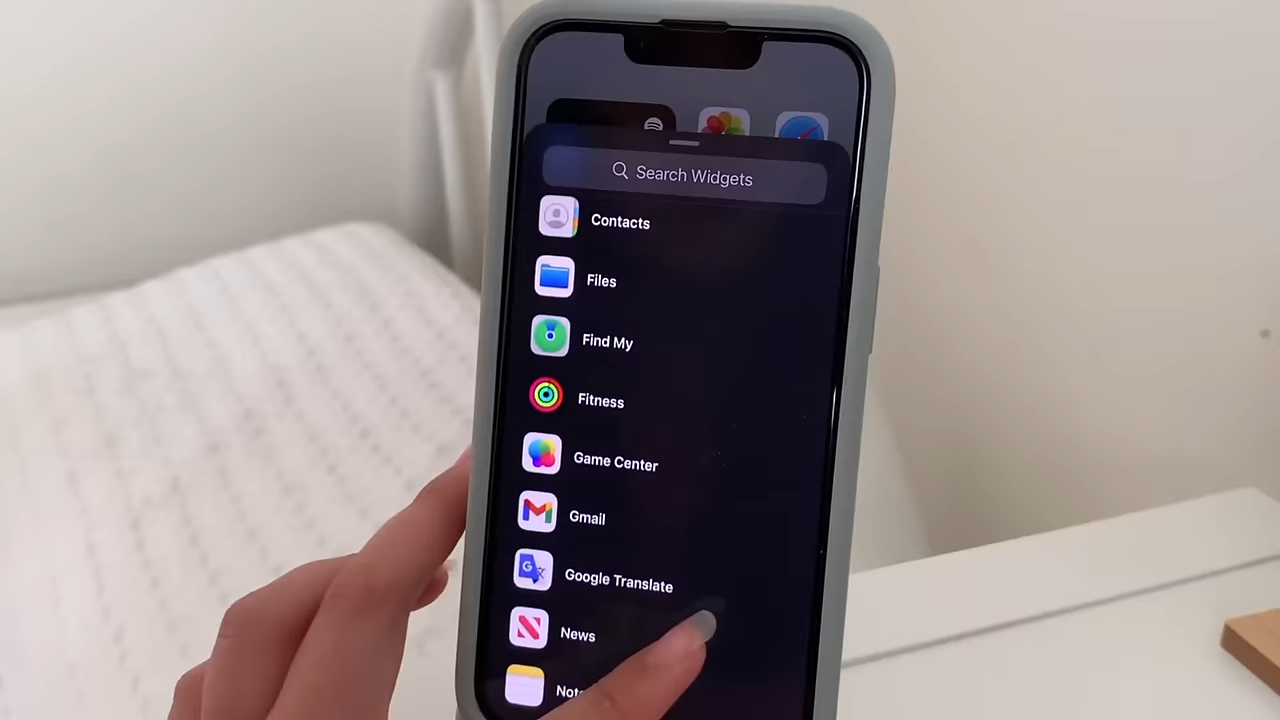 Search Widgets
Contacts
Files
Find My
Fitness
Game Center
Gmail
Google Translate
News